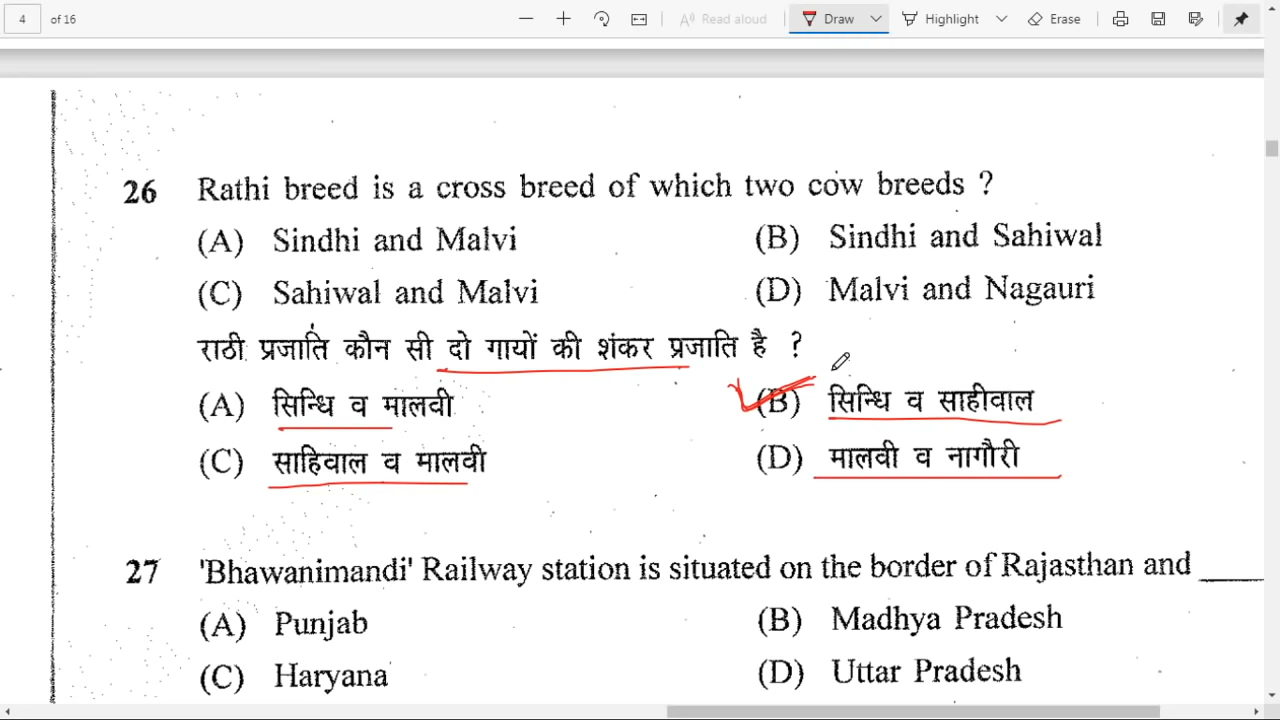 4 of 16 Read aloud Draw Highlight Erase
26 Rathi breed is a cross breed of which two cow breeds ?
(A) Sindhi and Malvi (B) Sindhi and Sahiwal
(C) Sahiwal and Malvi (D) Malvi and Nagauri
राठी प्रजाति कौन सी दो गायों की शंकर प्रजाति है ?
(A) सिन्धि व मालवी (B) सिन्धि व साहीवाल
(C) साहिवाल व मालवी (D) मालवी व नागौरी
27 'Bhawanimandi' Railway station is situated on the border of Rajasthan and ____
(A) Punjab (B) Madhya Pradesh
(C) Haryana (D) Uttar Pradesh